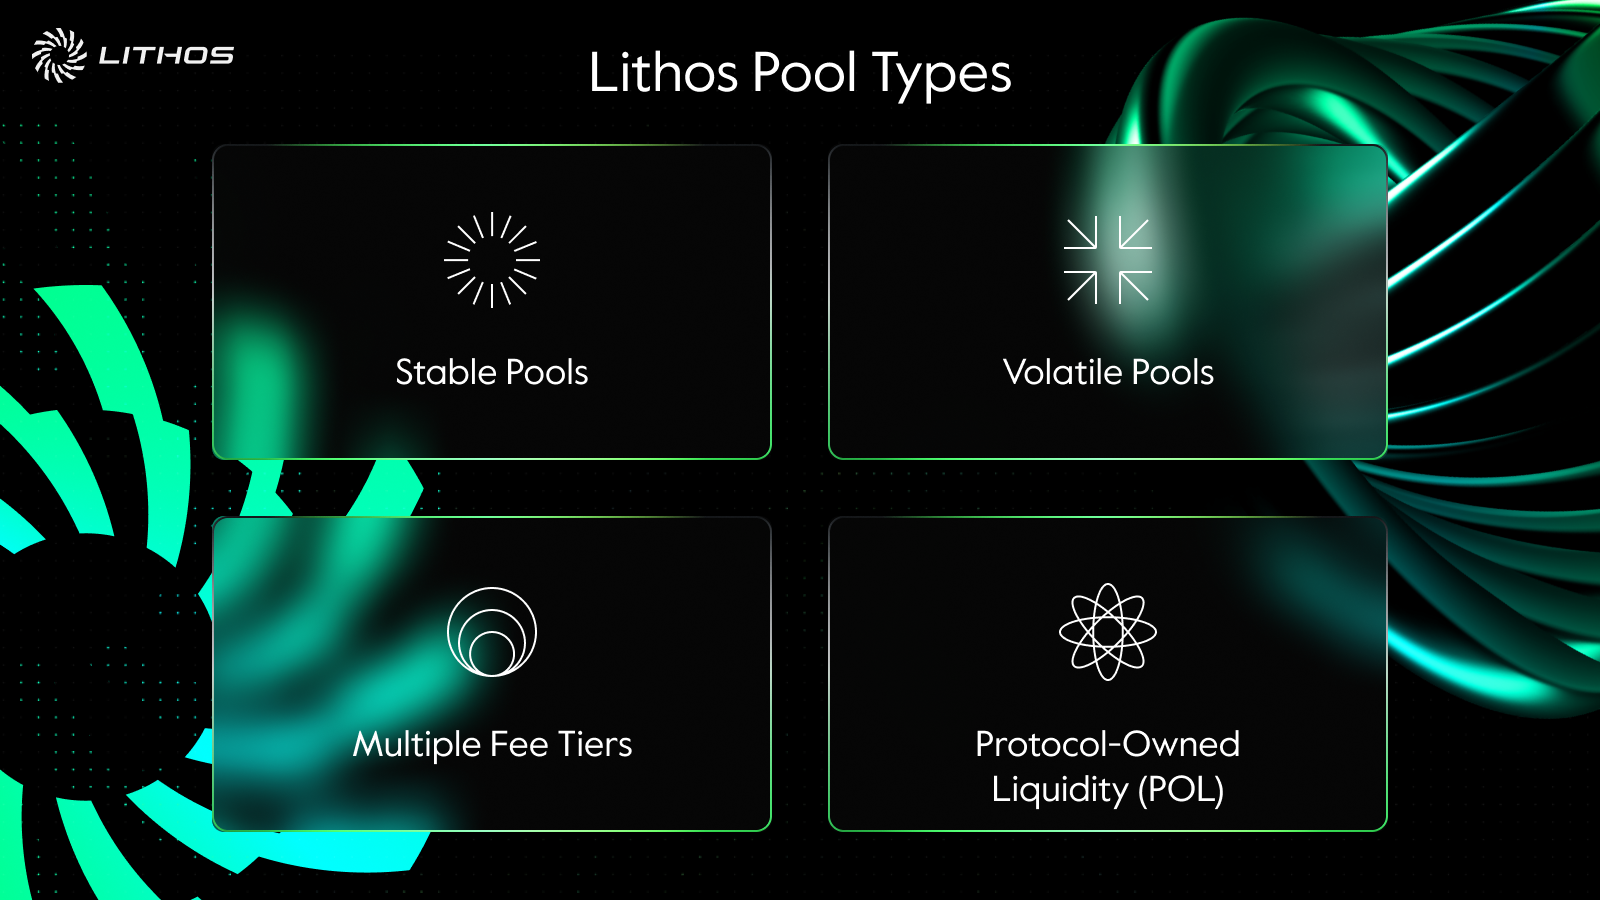 LITHOS
Lithos Pool Types
Stable Pools
Volatile Pools
Multiple Fee Tiers
Protocol-Owned
Liquidity (POL)